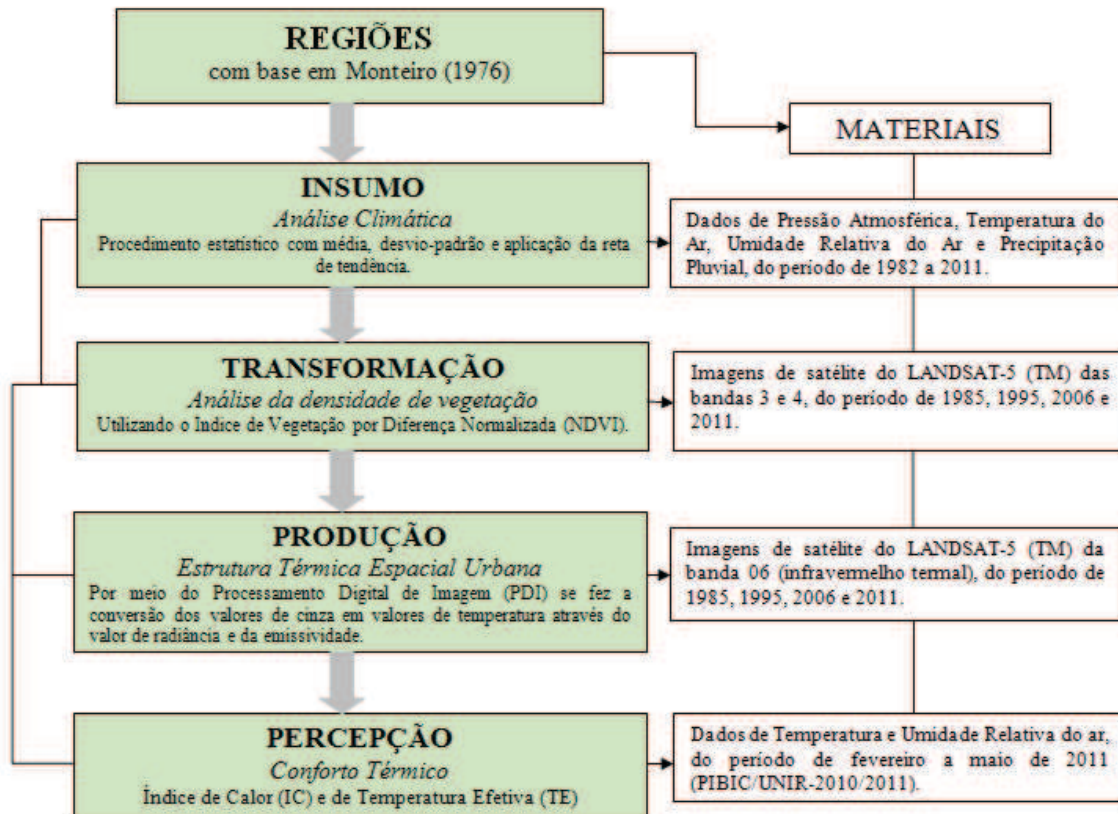 REGIÕES
com base em Monteiro (1976)
MATERIAIS
INSUMO
Análise Climática
Procedimento estatístico com média, desvio-padrão e aplicação da reta
de tendência.
Dados de Pressão Atmosférica, Temperatura do
Ar, Umidade Relativa do Ar e Precipitação
Pluvial, do período de 1982 a 2011.
TRANSFORMAÇÃO
Análise da densidade de vegetação
Utilizando o Indice de Vegetação por Diferença Normalizada (NDVI).
Imagens de satélite do LANDSAT-5 (TM) das
bandas 3 e 4, do período de 1985, 1995, 2006 e
2011.
PRODUÇÃO
Estrutura Térmica Espacial Urbana
Por meio do Processamento Digital de Imagem (PDI) se fez a
conversão dos valores de cinza em valores de temperatura através do
valor de radiância e da emissividade.
Imagens de satélite do LANDSAT-5 (TM) da
banda 06 (infravermelho termal), do período de
1985, 1995, 2006 e 2011.
PERCEPÇÃO
Conforto Térmico
Índice de Calor (IC) e de Temperatura Efetiva (TE)
Dados de Temperatura e Umidade Relativa do ar,
do período de fevereiro a maio de 2011
(PIBIC/UNIR-2010/2011).